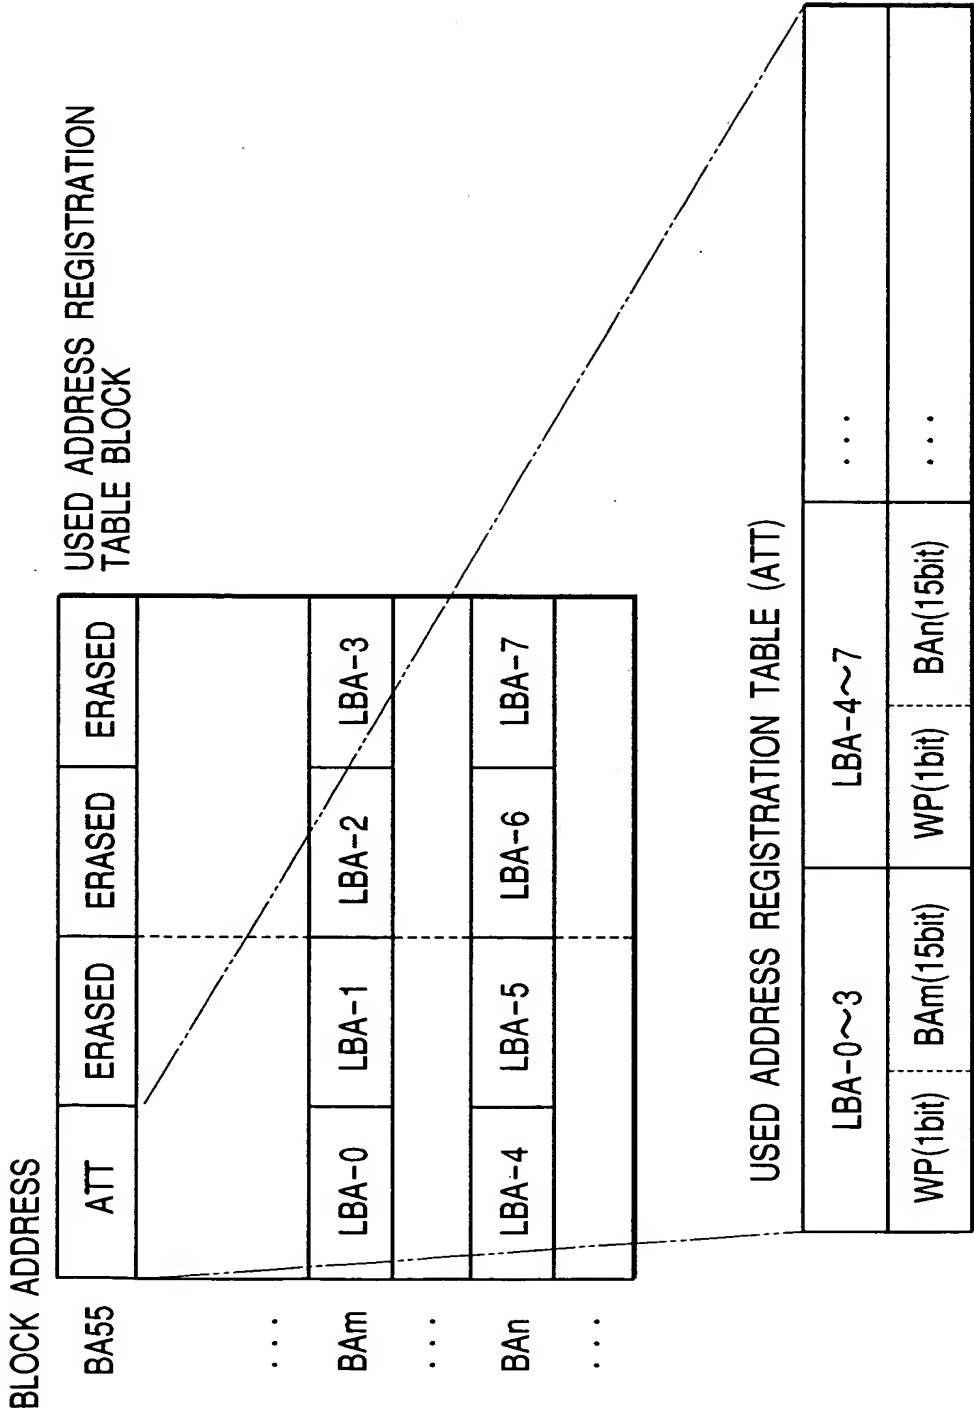 BLOCK ADDRESS
BA55
ATT
ERASED
ERASED
ERASED
USED ADDRESS REGISTRATION
TABLE BLOCK
...
BAm
LBA-0
LBA-1
LBA-2
LBA-3
...
BAn
LBA-4
LBA-5
LBA-6
LBA-7
...
USED ADDRESS REGISTRATION TABLE (ATT)
LBA-0~3
LBA-4~7
...
WP(1bit)
BAm(15bit)
WP(1bit)
BAn(15bit)
...